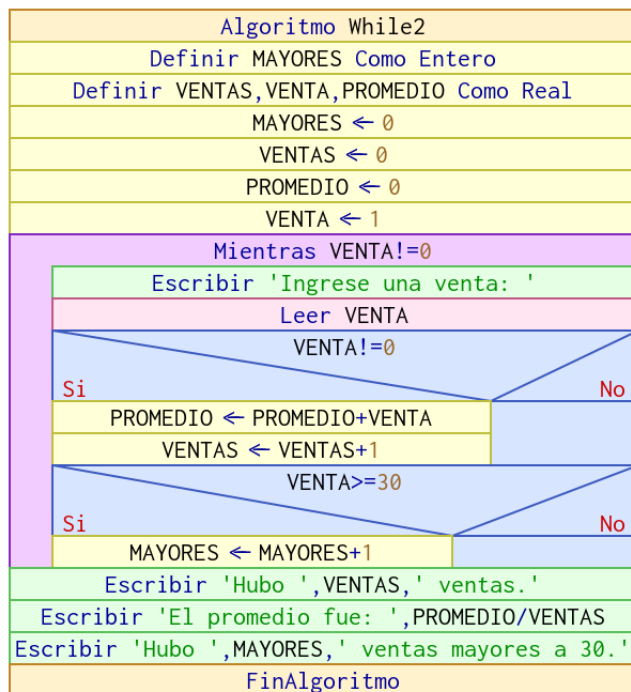 Algoritmo While2
Definir MAYORES Como Entero
Definir VENTAS,VENTA,PROMEDIO Como Real
MAYORES ← 0
VENTAS ← 0
PROMEDIO ← 0
VENTA ← 1
Mientras VENTA!=0
Escribir 'Ingrese una venta: '
Leer VENTA
VENTA!=0
Si No
PROMEDIO ← PROMEDIO+VENTA
VENTAS ← VENTAS+1
VENTA>=30
Si No
MAYORES ← MAYORES+1
Escribir 'Hubo ',VENTAS,' ventas.'
Escribir 'El promedio fue: ',PROMEDIO/VENTAS
Escribir 'Hubo ',MAYORES,' ventas mayores a 30.'
FinAlgoritmo